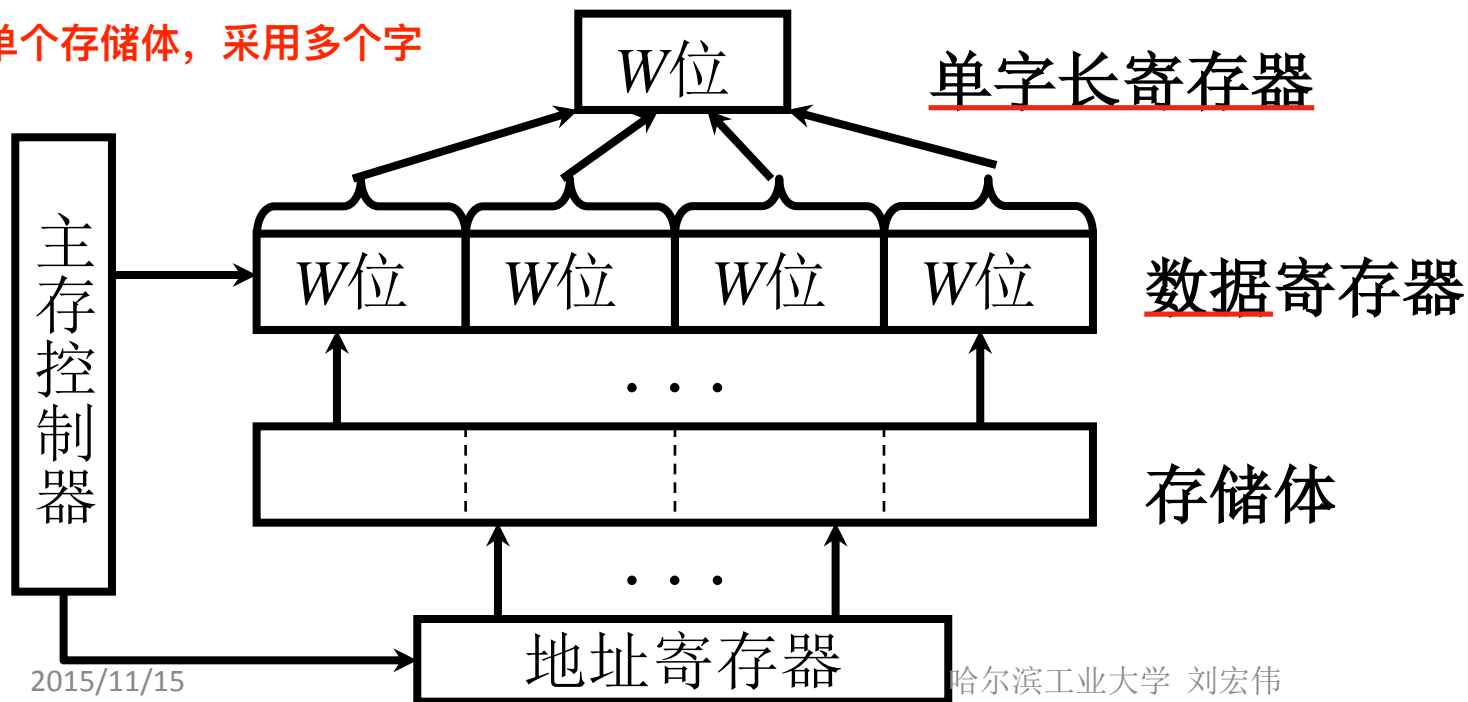 单个存储体，采用多个字
W位
单字长寄存器
主存控制器
W位 W位 W位 W位
数据寄存器
· · ·
存储体
· · ·
地址寄存器
2015/11/15
哈尔滨工业大学 刘宏伟